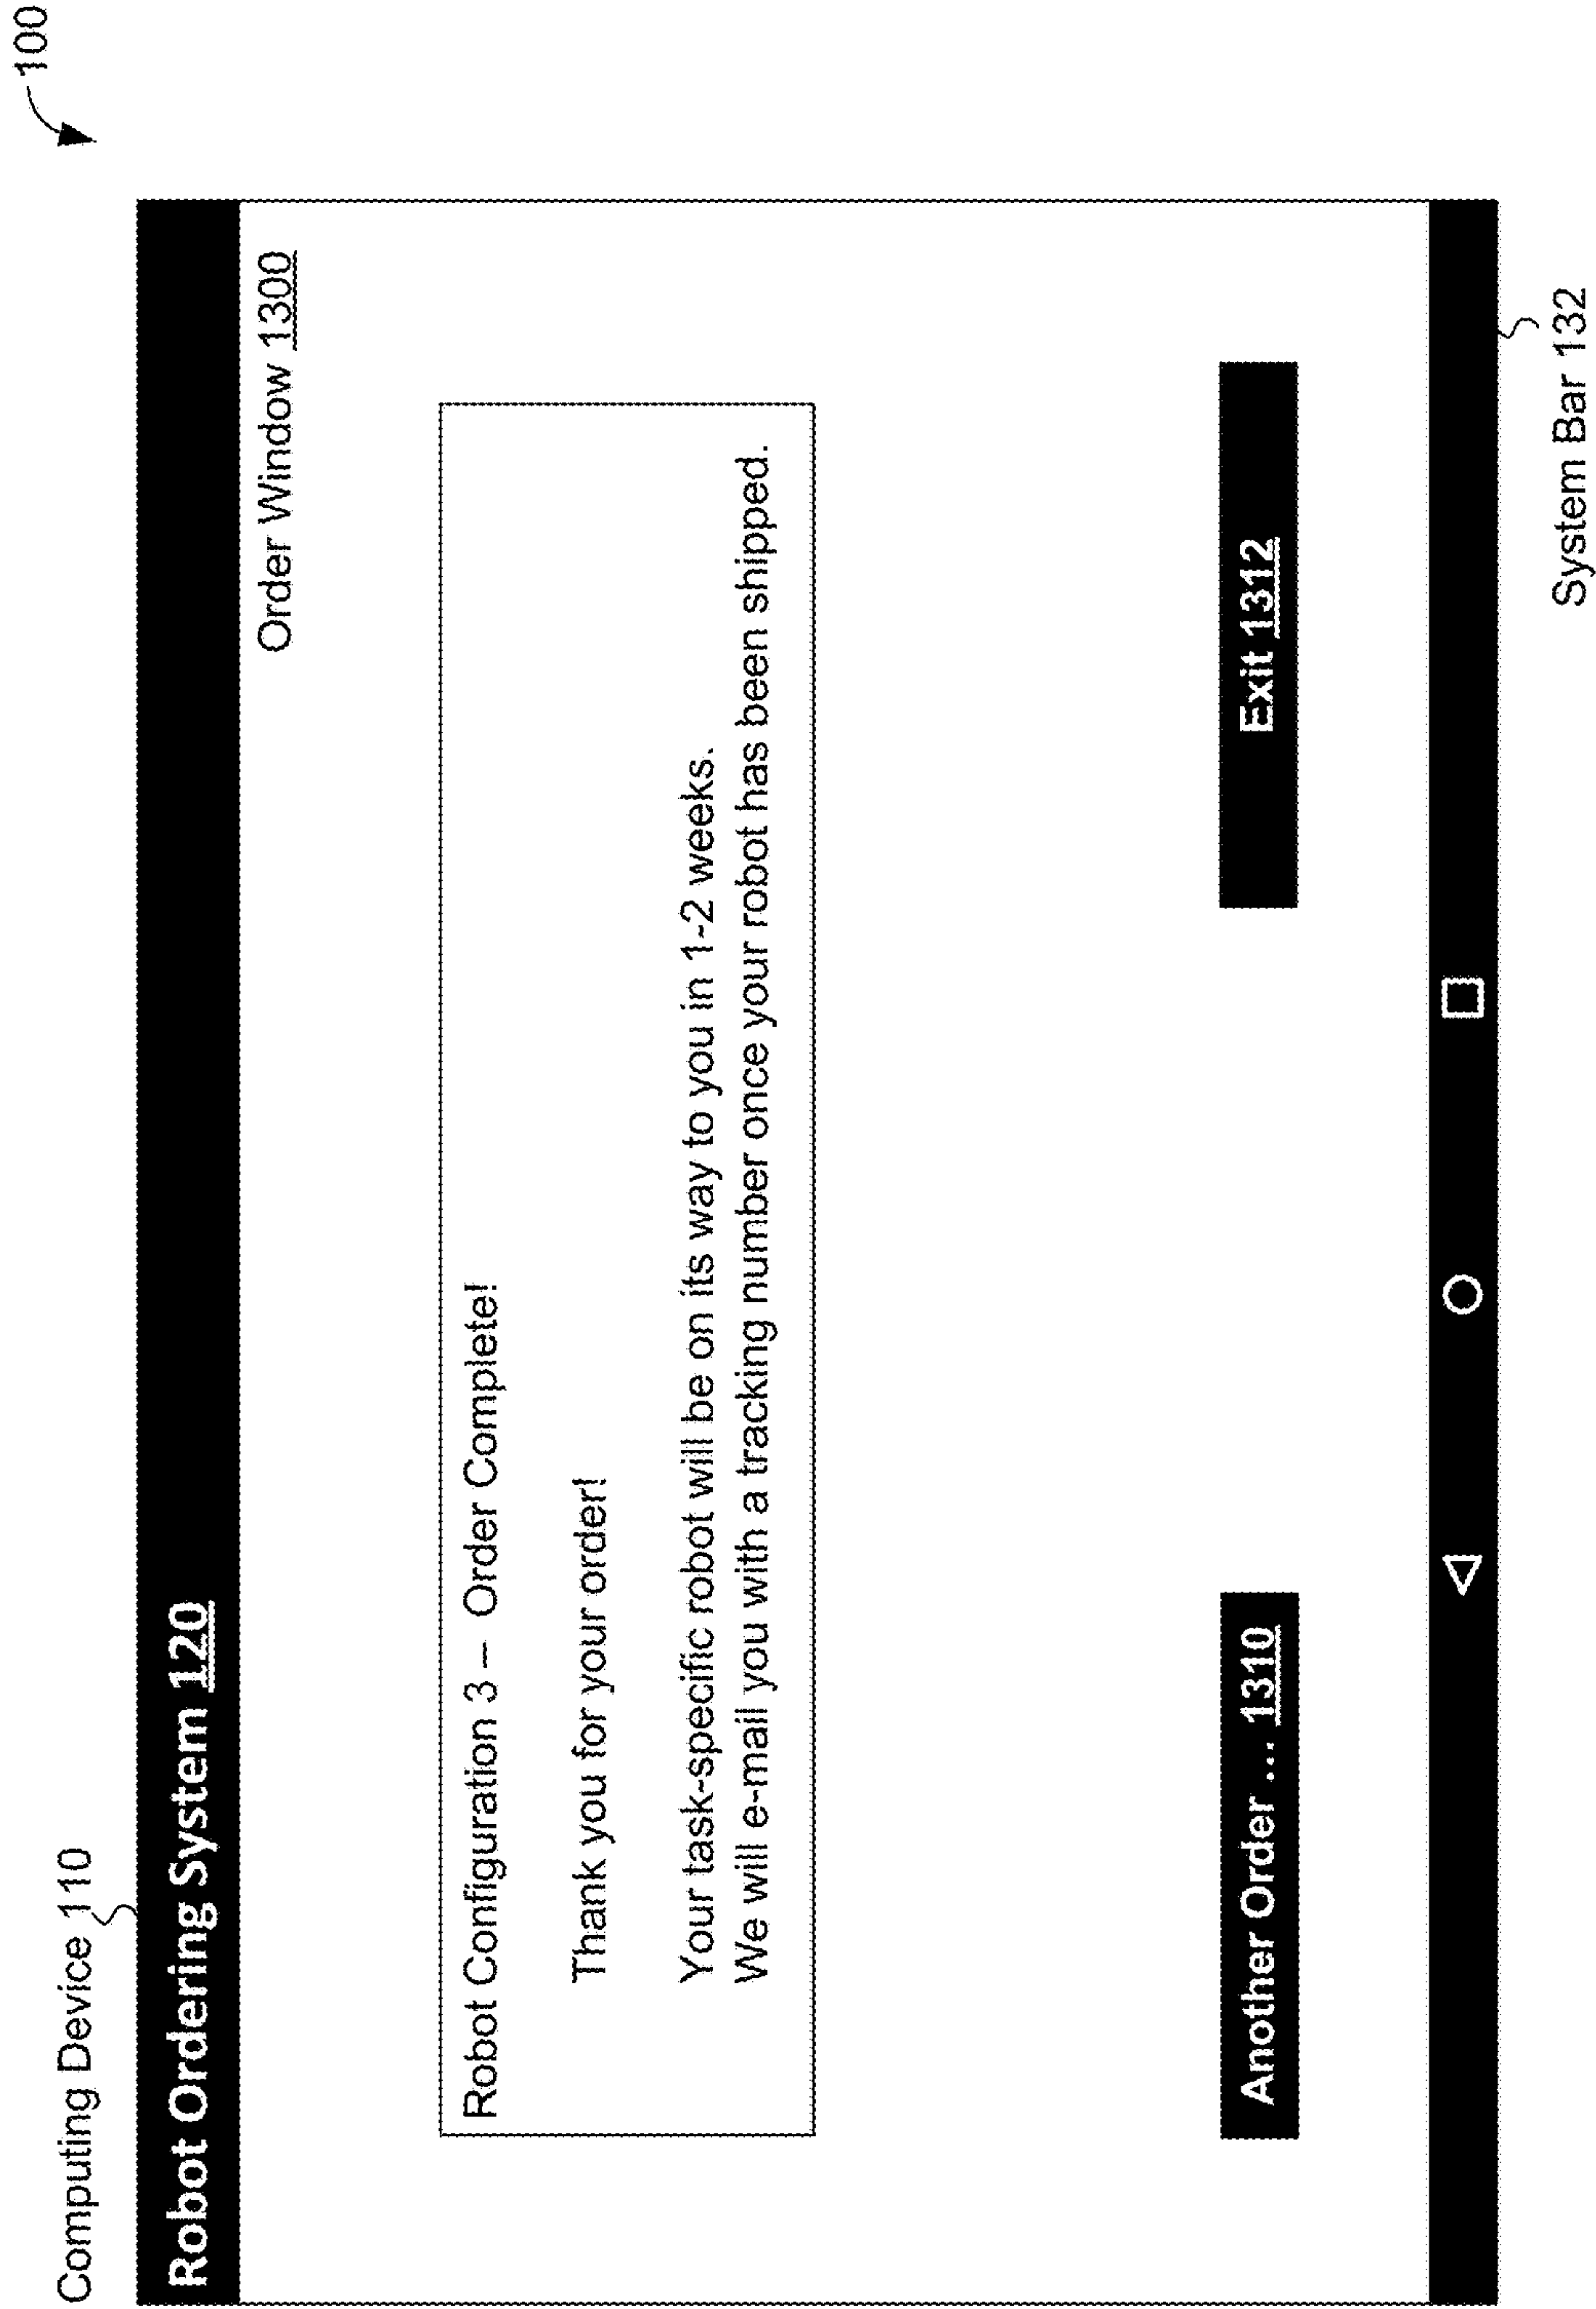 100
Computing Device 110
Robot Ordering System 120
Order Window 1300
Robot Configuration 3 – Order Complete!
Thank you for your order!
Your task-specific robot will be on its way to you in 1-2 weeks.
We will e-mail you with a tracking number once your robot has been shipped.
Another Order ... 1310
Exit 1312
System Bar 132